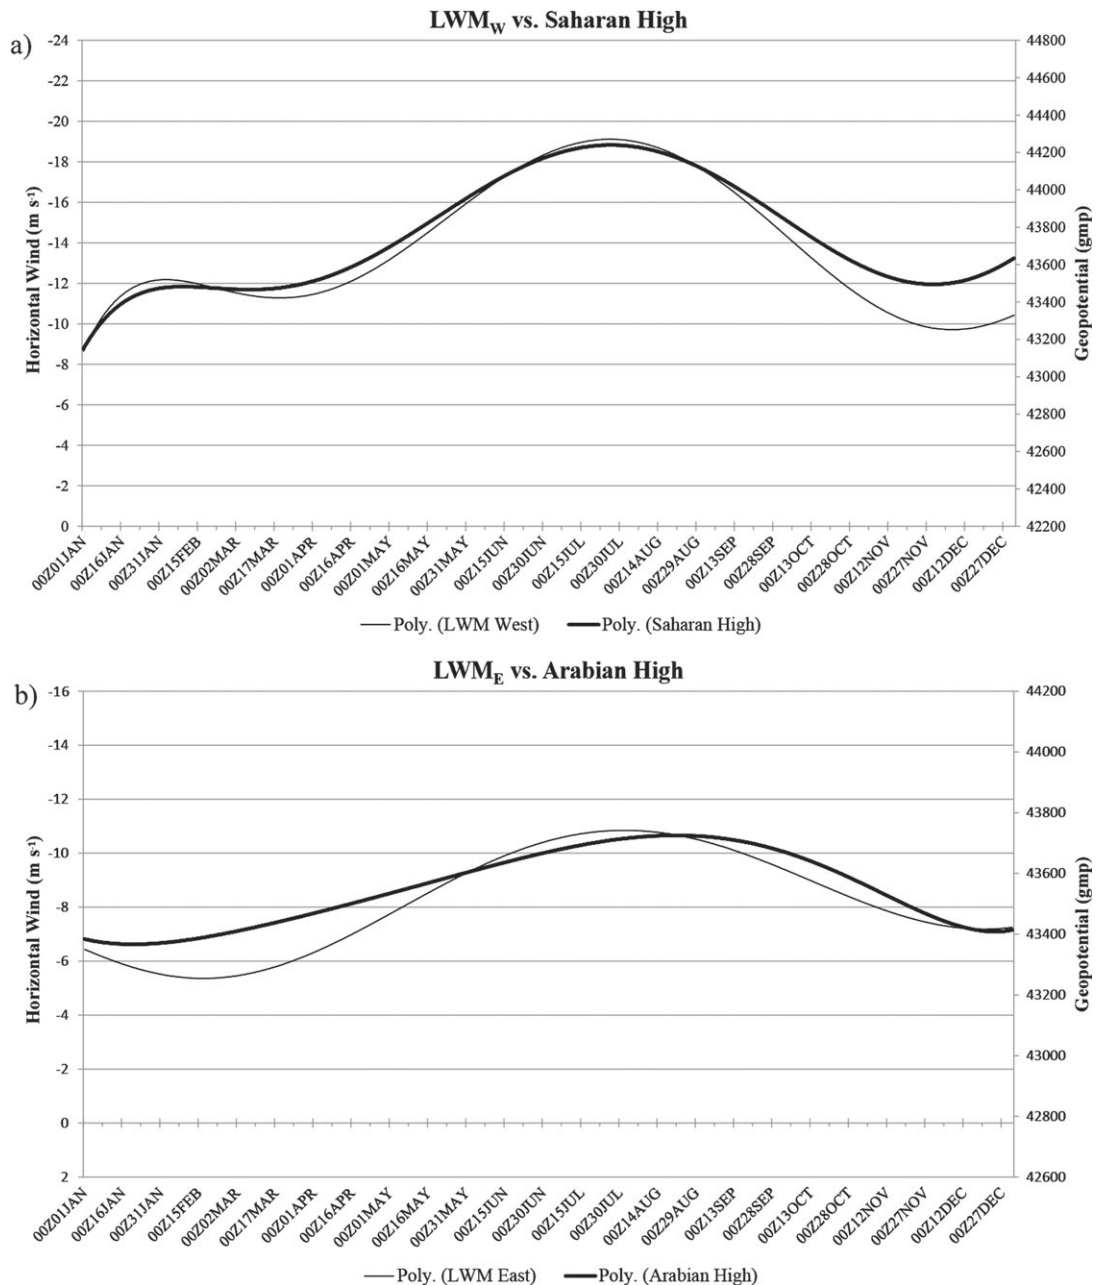 LWM_W vs. Saharan High
a)
-24
-22
-20
-18
-16
-14
-12
-10
-8
-6
-4
-2
0
Horizontal Wind (m s⁻¹)
44800
44600
44400
44200
44000
43800
43600
43400
43200
43000
42800
42600
42400
42200
Geopotential (gmp)
00Z01JAN
00Z16JAN
00Z31JAN
00Z15FEB
00Z02MAR
00Z17MAR
00Z01APR
00Z16APR
00Z01MAY
00Z16MAY
00Z31MAY
00Z15JUN
00Z30JUN
00Z15JUL
00Z30JUL
00Z14AUG
00Z29AUG
00Z13SEP
00Z28SEP
00Z13OCT
00Z28OCT
00Z12NOV
00Z27NOV
00Z12DEC
00Z27DEC
Poly. (LWM West) Poly. (Saharan High)
LWM_E vs. Arabian High
b)
-16
-14
-12
-10
-8
-6
-4
-2
0
2
Horizontal Wind (m s⁻¹)
44200
44000
43800
43600
43400
43200
43000
42800
42600
Geopotential (gmp)
00Z01JAN
00Z16JAN
00Z31JAN
00Z15FEB
00Z02MAR
00Z17MAR
00Z01APR
00Z16APR
00Z01MAY
00Z16MAY
00Z31MAY
00Z15JUN
00Z30JUN
00Z15JUL
00Z30JUL
00Z14AUG
00Z29AUG
00Z13SEP
00Z28SEP
00Z13OCT
00Z28OCT
00Z12NOV
00Z27NOV
00Z12DEC
00Z27DEC
Poly. (LWM East) Poly. (Arabian High)